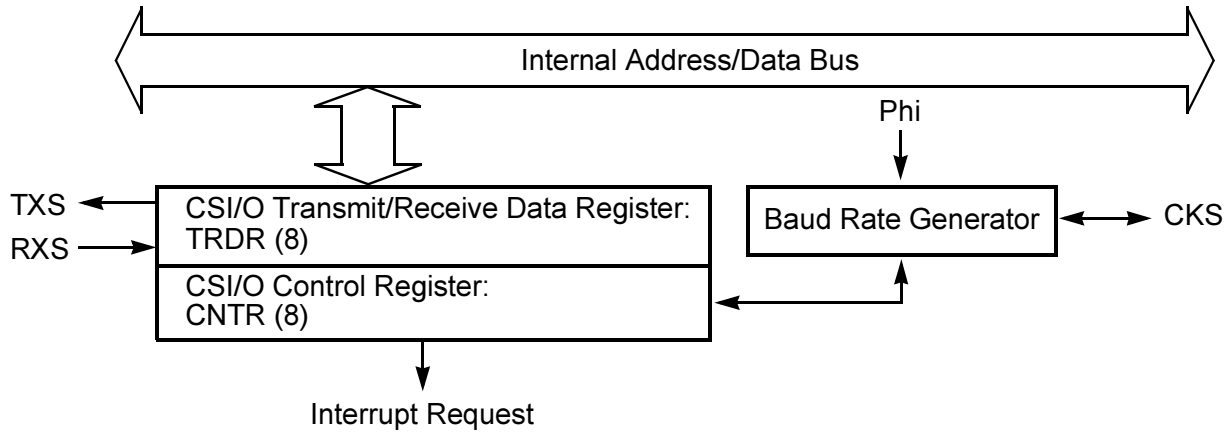 Internal Address/Data Bus
Phi
TXS
RXS
CSI/O Transmit/Receive Data Register:
TRDR (8)
Baud Rate Generator
CKS
CSI/O Control Register:
CNTR (8)
Interrupt Request